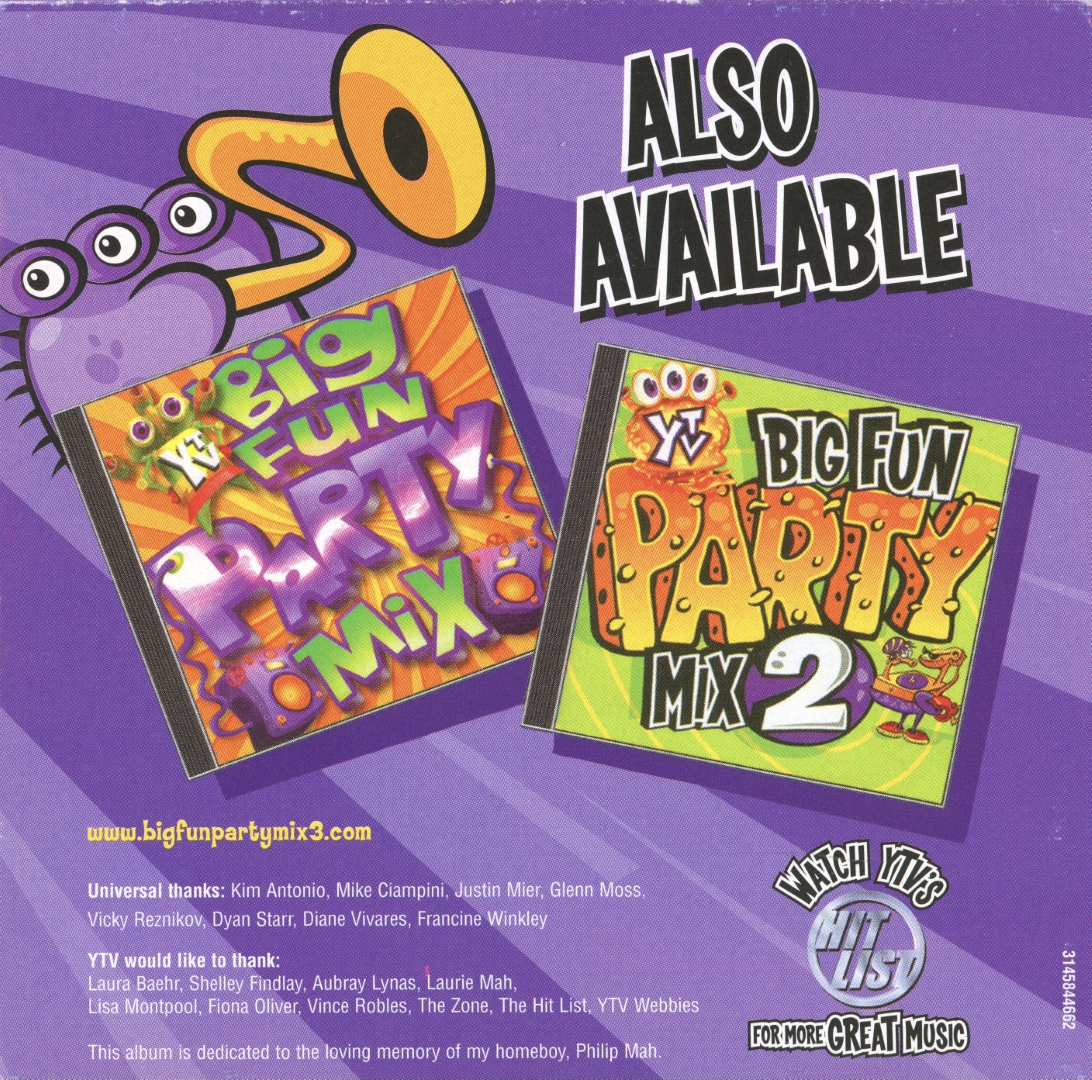 ALSO
AVAILABLE
YTV
BiG
FUN
PARTY
MiX
YTV
BIG FUN
PARTY
MIX 2
www.bigfunpartymix3.com
Universal thanks: Kim Antonio, Mike Ciampini, Justin Mier, Glenn Moss.
Vicky Reznikov, Dyan Starr, Diane Vivares, Francine Winkley
YTV would like to thank:
Laura Baehr, Shelley Findlay, Aubray Lynas, Laurie Mah,
Lisa Montpool, Fiona Oliver, Vince Robles, The Zone, The Hit List, YTV Webbies
This album is dedicated to the loving memory of my homeboy, Philip Mah.
WATCH YTV'S
HIT
LIST
FOR MORE GREAT MUSIC
3145844662